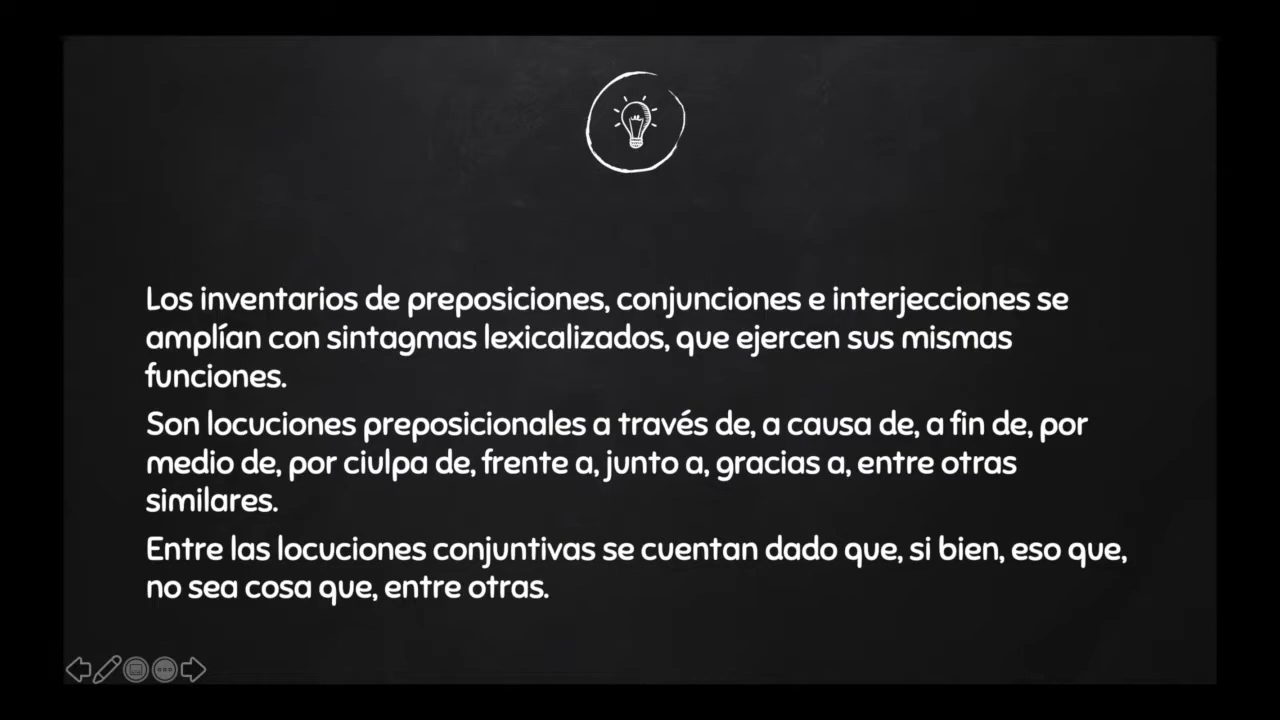 Los inventarios de preposiciones, conjunciones e interjecciones se
amplían con sintagmas lexicalizados, que ejercen sus mismas
funciones.
Son locuciones preposicionales a través de, a causa de, a fin de, por
medio de, por ciulpa de, frente a, junto a, gracias a, entre otras
similares.
Entre las locuciones conjuntivas se cuentan dado que, si bien, eso que,
no sea cosa que, entre otras.